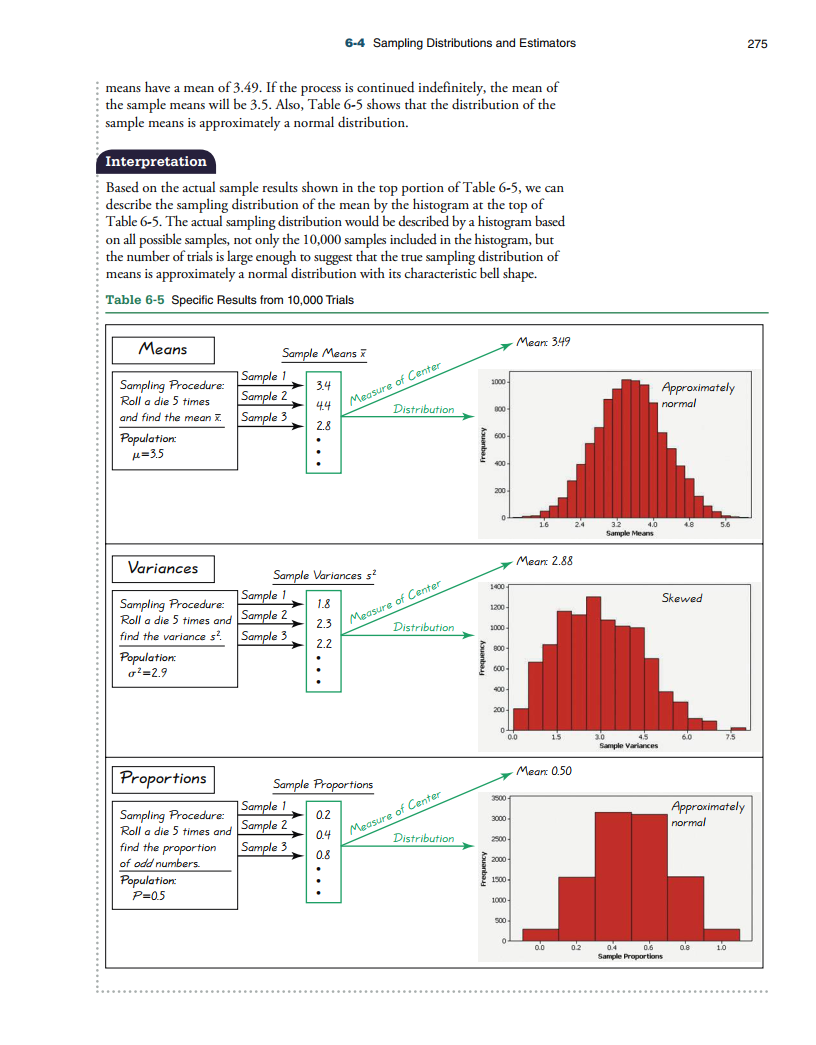 6-4 Sampling Distributions and Estimators 275
means have a mean of 3.49. If the process is continued indefinitely, the mean of
the sample means will be 3.5. Also, Table 6-5 shows that the distribution of the
sample means is approximately a normal distribution.
Interpretation
Based on the actual sample results shown in the top portion of Table 6-5, we can
describe the sampling distribution of the mean by the histogram at the top of
Table 6-5. The actual sampling distribution would be described by a histogram based
on all possible samples, not only the 10,000 samples included in the histogram, but
the number of trials is large enough to suggest that the true sampling distribution of
means is approximately a normal distribution with its characteristic bell shape.
Table 6-5 Specific Results from 10,000 Trials
Means
Sampling Procedure:
Roll a die 5 times
and find the mean x̄.
Population:
μ=3.5
Sample 1
Sample 2
Sample 3
Sample Means x̄
3.4
4.4
2.8
Measure of Center
Distribution
Mean: 3.49
Approximately
normal
Frequency
1000
800
600
400
200
0
1.6 2.4 3.2 4.0 4.8 5.6
Sample Means
Variances
Sampling Procedure:
Roll a die 5 times and
find the variance s².
Population:
σ²=2.9
Sample 1
Sample 2
Sample 3
Sample Variances s²
1.8
2.3
2.2
Measure of Center
Distribution
Mean: 2.88
Skewed
Frequency
1400
1200
1000
800
600
400
200
0
0.0 1.5 3.0 4.5 6.0 7.5
Sample Variances
Proportions
Sampling Procedure:
Roll a die 5 times and
find the proportion
of odd numbers.
Population:
P=0.5
Sample 1
Sample 2
Sample 3
Sample Proportions
0.2
0.4
0.8
Measure of Center
Distribution
Mean: 0.50
Approximately
normal
Frequency
3500
3000
2500
2000
1500
1000
500
0
0.0 0.2 0.4 0.6 0.8 1.0
Sample Proportions